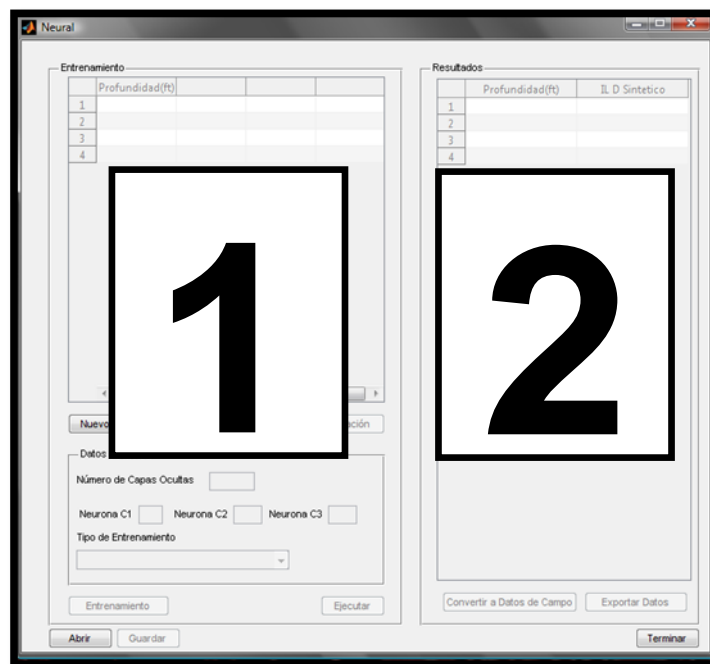 Neural
Entrenamiento
Profundidad(ft)
1
2
3
4
1
Nuevo
Datos
Número de Capas Ocultas
Neurona C1 Neurona C2 Neurona C3
Tipo de Entrenamiento
Entrenamiento Ejecutar
Abrir Guardar
Resultados
Profundidad(ft) IL D Sintetico
1
2
3
4
2
Convertir a Datos de Campo Exportar Datos
Terminar